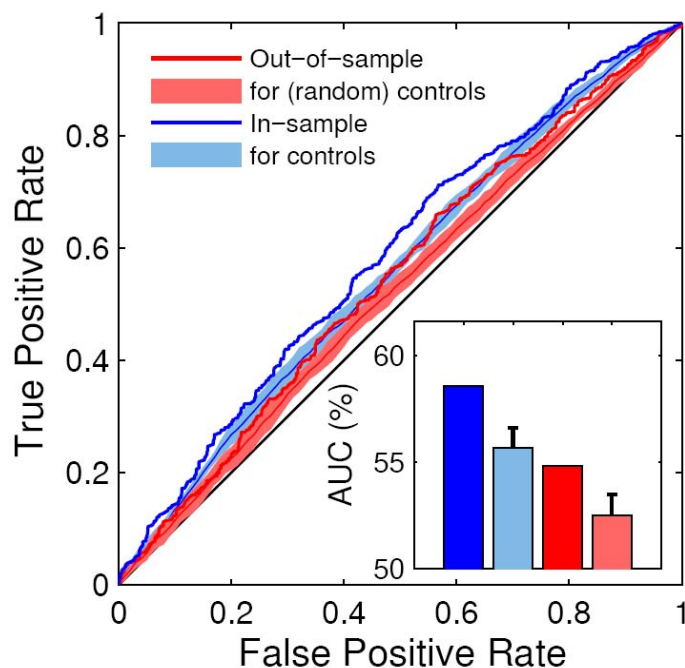 1
Out-of-sample
for (random) controls
In-sample
for controls
0.8
0.6
0.4
0.2
0
True Positive Rate
60
55
50
AUC (%)
0
0.2
0.4
0.6
0.8
1
False Positive Rate